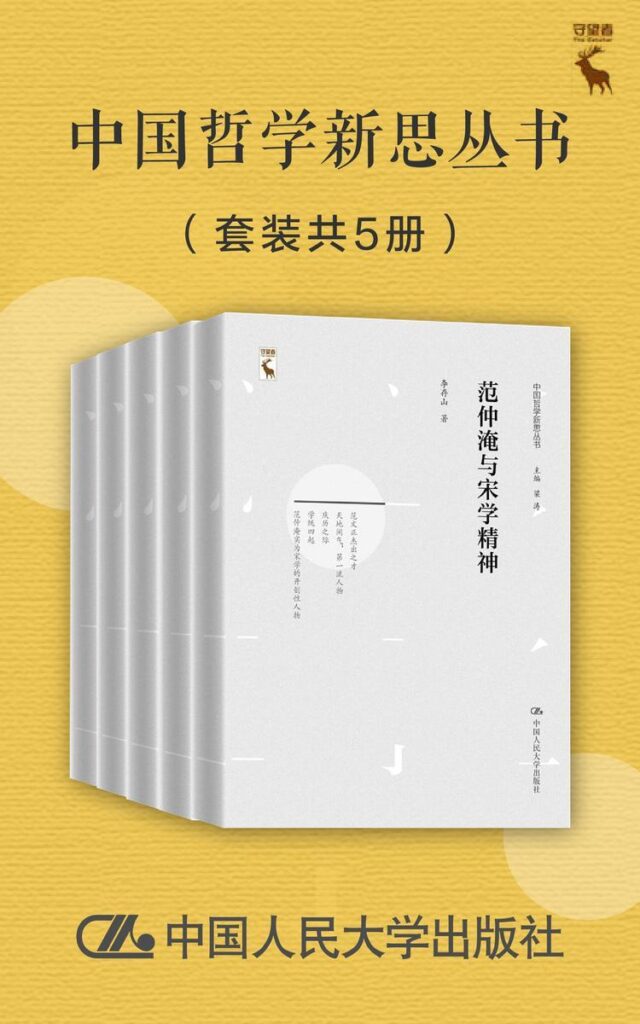 守望者
The Catcher
中国哲学新思丛书
（套装共5册）
守望者
中国哲学新思丛书 主编 梁涛
范仲淹与宋学精神
李存山 著
范文正杰出之才
天地间气，第一流人物
庆历之际
学统四起
范仲淹实为宋学的开创性人物
中国人民大学出版社
中国人民大学出版社